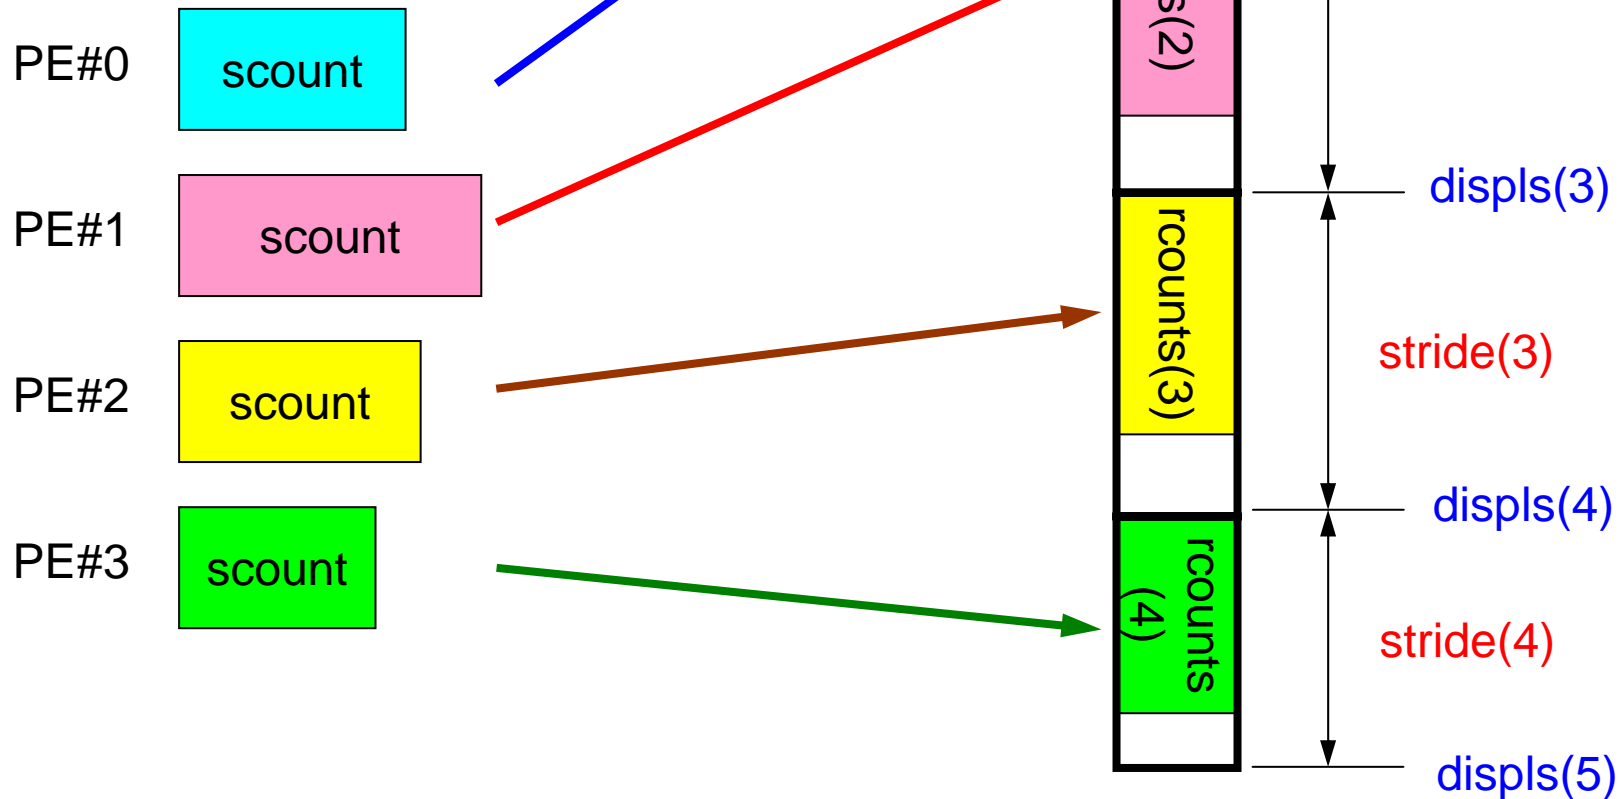 PE#0
scount
PE#1
scount
PE#2
scount
PE#3
scount
s(2)
rcounts(3)
rcounts
(4)
displs(3)
stride(3)
displs(4)
stride(4)
displs(5)